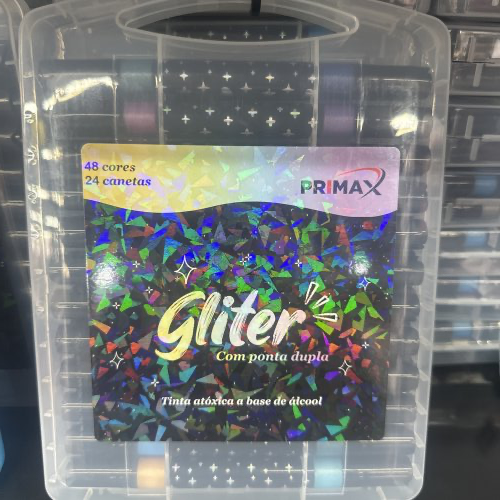 48 cores
24 canetas
PRIMAX
Gliter
Com ponta dupla
Tinta atóxica a base de álcool